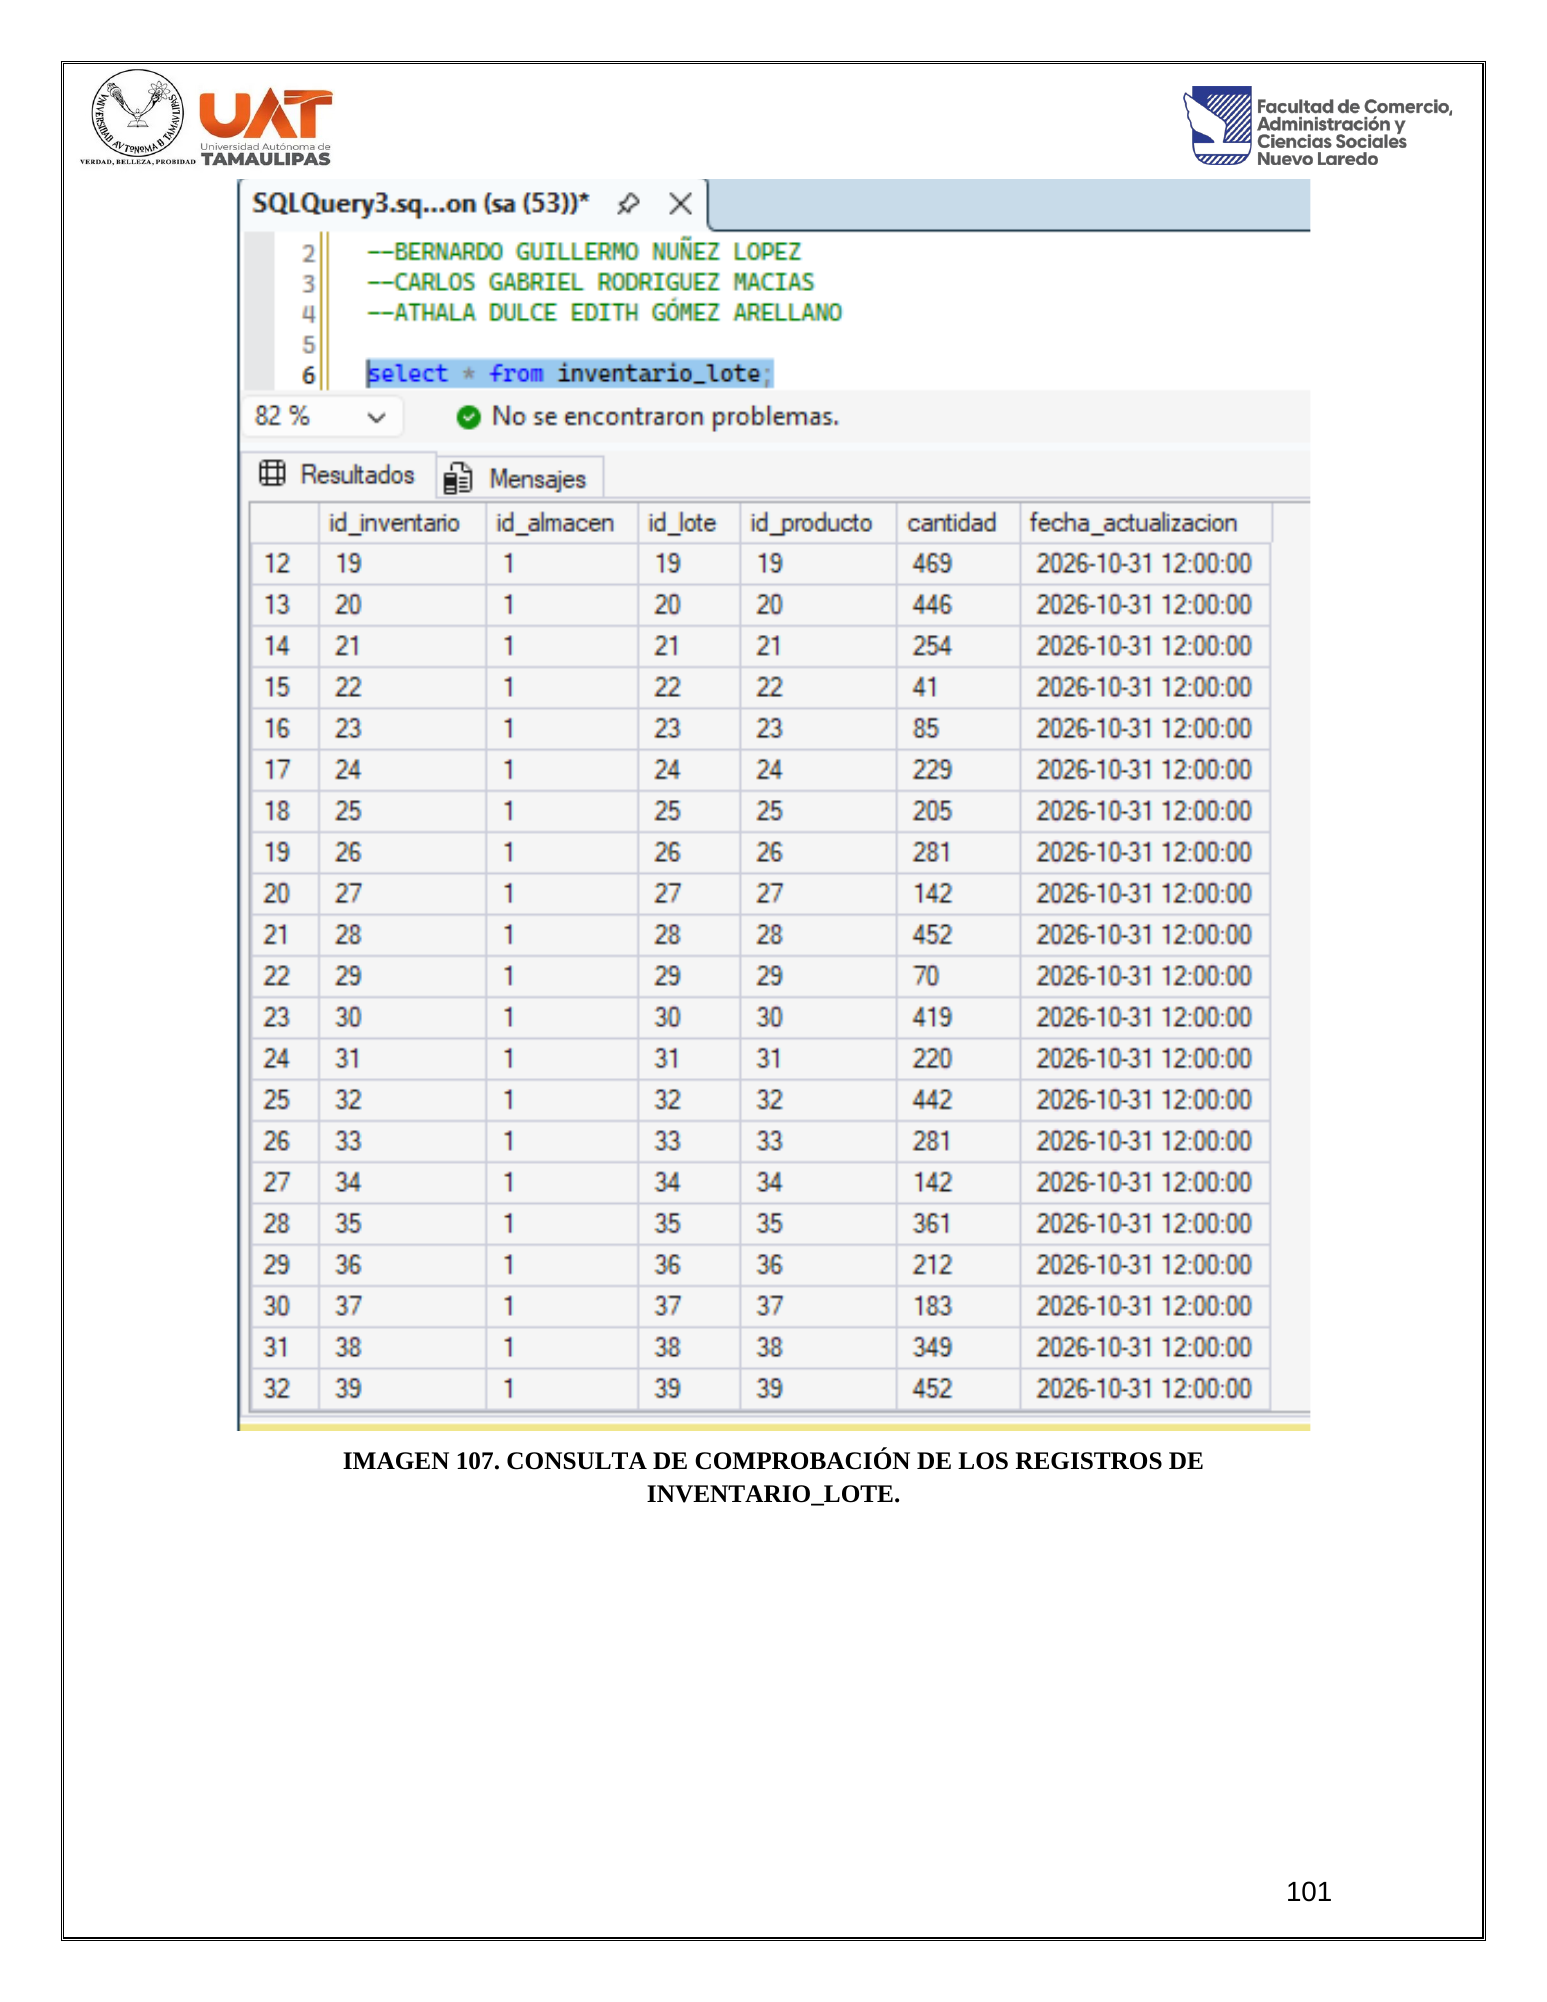 UNIVERSIDAD AUTONOMA DE TAMAULIPAS
VERDAD, BELLEZA, PROBIDAD
UAT
Universidad Autónoma de
TAMAULIPAS
Facultad de Comercio,
Administración y
Ciencias Sociales
Nuevo Laredo
SQLQuery3.sq...on (sa (53))*
2 --BERNARDO GUILLERMO NUÑEZ LOPEZ
3 --CARLOS GABRIEL RODRIGUEZ MACIAS
4 --ATHALA DULCE EDITH GÓMEZ ARELLANO
5
6 select * from inventario_lote;
82 % No se encontraron problemas.
Resultados Mensajes
id_inventario id_almacen id_lote id_producto cantidad fecha_actualizacion
12 19 1 19 19 469 2026-10-31 12:00:00
13 20 1 20 20 446 2026-10-31 12:00:00
14 21 1 21 21 254 2026-10-31 12:00:00
15 22 1 22 22 41 2026-10-31 12:00:00
16 23 1 23 23 85 2026-10-31 12:00:00
17 24 1 24 24 229 2026-10-31 12:00:00
18 25 1 25 25 205 2026-10-31 12:00:00
19 26 1 26 26 281 2026-10-31 12:00:00
20 27 1 27 27 142 2026-10-31 12:00:00
21 28 1 28 28 452 2026-10-31 12:00:00
22 29 1 29 29 70 2026-10-31 12:00:00
23 30 1 30 30 419 2026-10-31 12:00:00
24 31 1 31 31 220 2026-10-31 12:00:00
25 32 1 32 32 442 2026-10-31 12:00:00
26 33 1 33 33 281 2026-10-31 12:00:00
27 34 1 34 34 142 2026-10-31 12:00:00
28 35 1 35 35 361 2026-10-31 12:00:00
29 36 1 36 36 212 2026-10-31 12:00:00
30 37 1 37 37 183 2026-10-31 12:00:00
31 38 1 38 38 349 2026-10-31 12:00:00
32 39 1 39 39 452 2026-10-31 12:00:00
IMAGEN 107. CONSULTA DE COMPROBACIÓN DE LOS REGISTROS DE
INVENTARIO_LOTE.
101